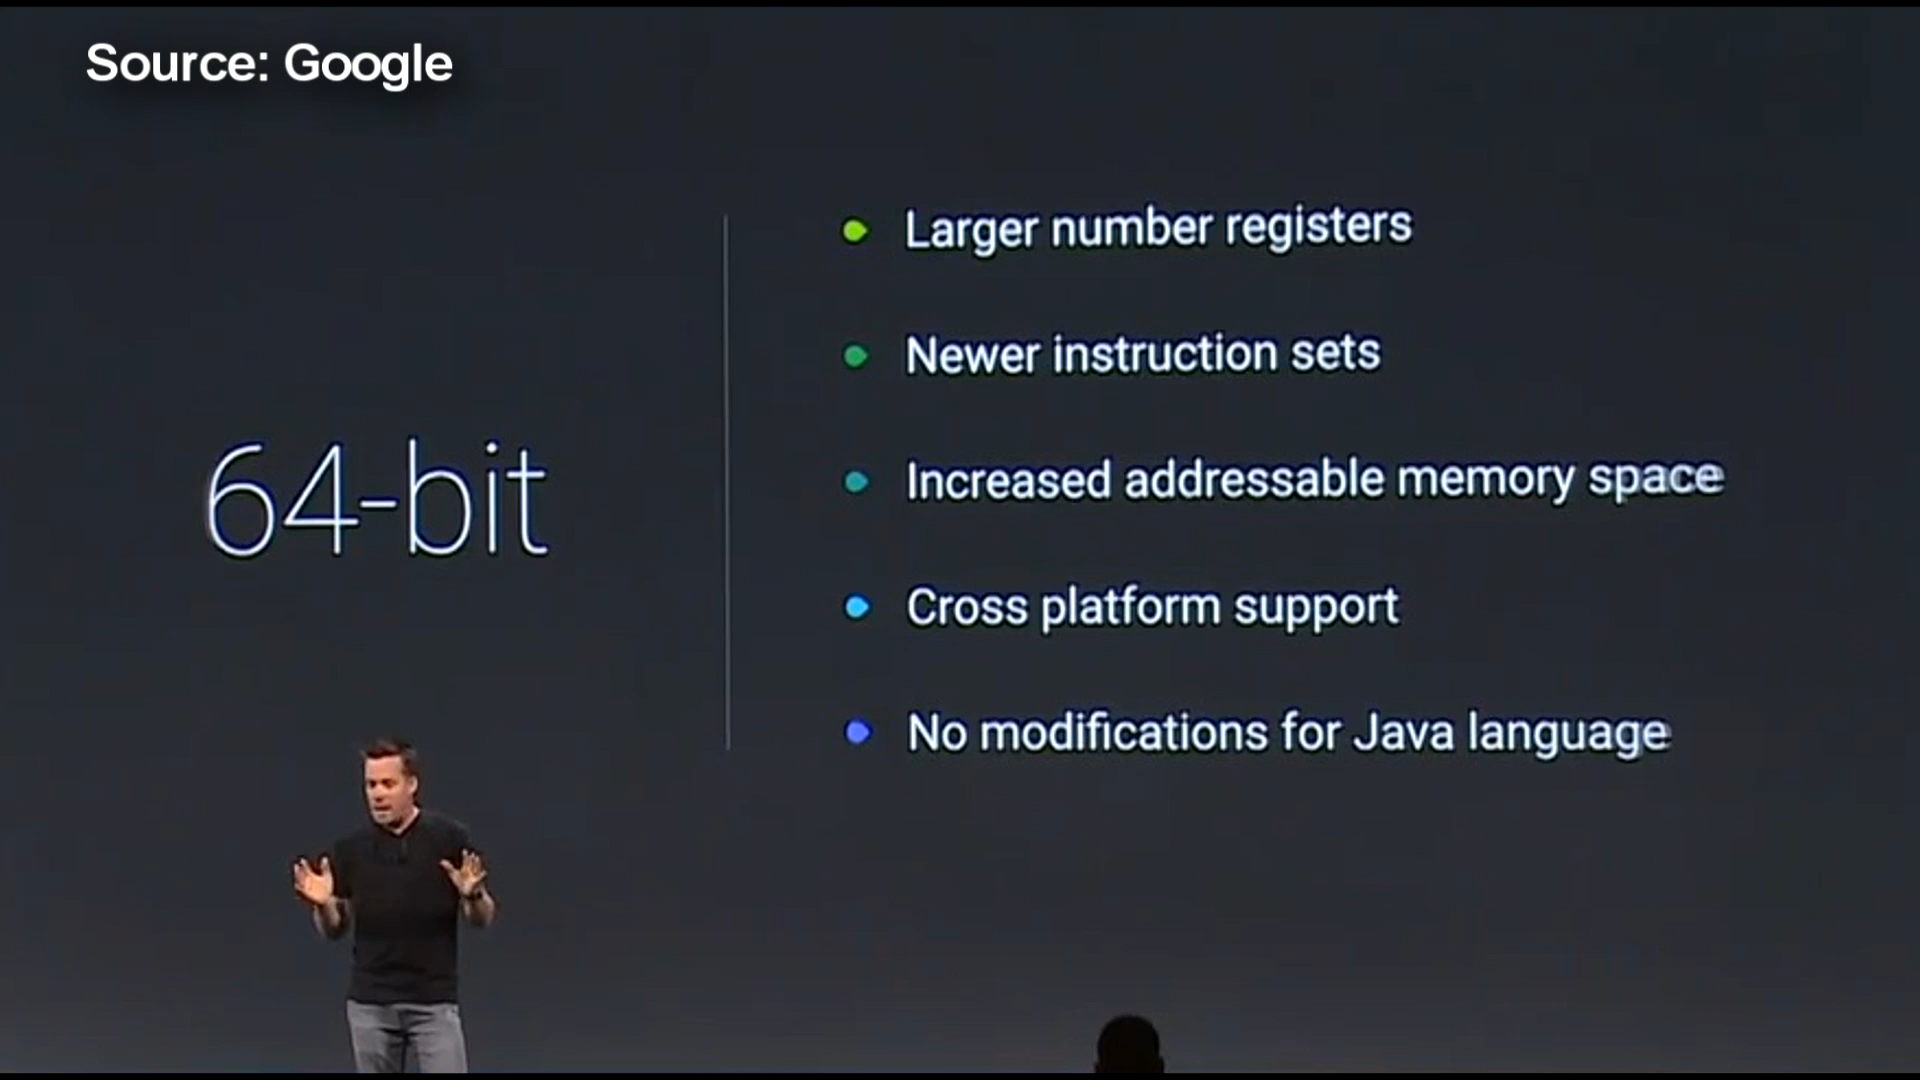 Source: Google
64-bit
Larger number registers
Newer instruction sets
Increased addressable memory space
Cross platform support
No modifications for Java language